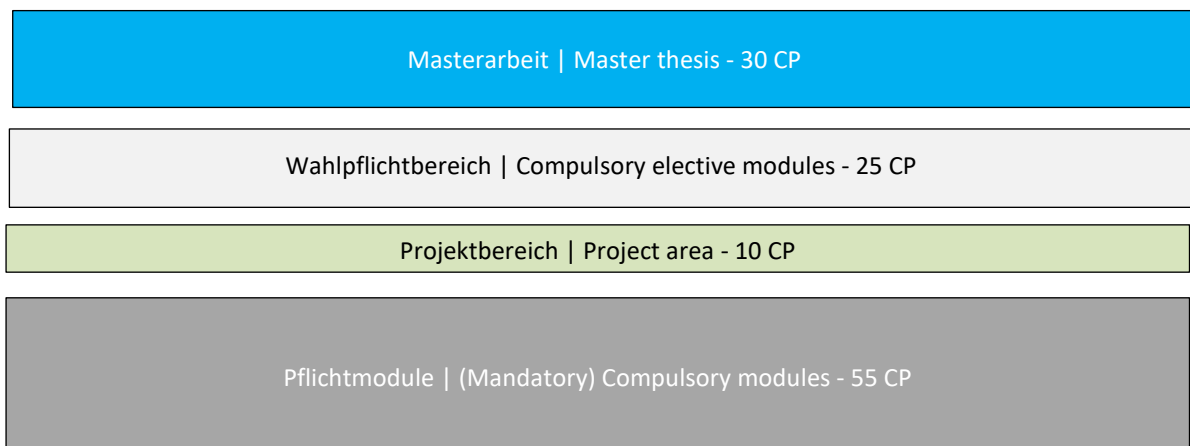 Masterarbeit | Master thesis - 30 CP
Wahlpflichtbereich | Compulsory elective modules - 25 CP
Projektbereich | Project area - 10 CP
Pflichtmodule | (Mandatory) Compulsory modules - 55 CP